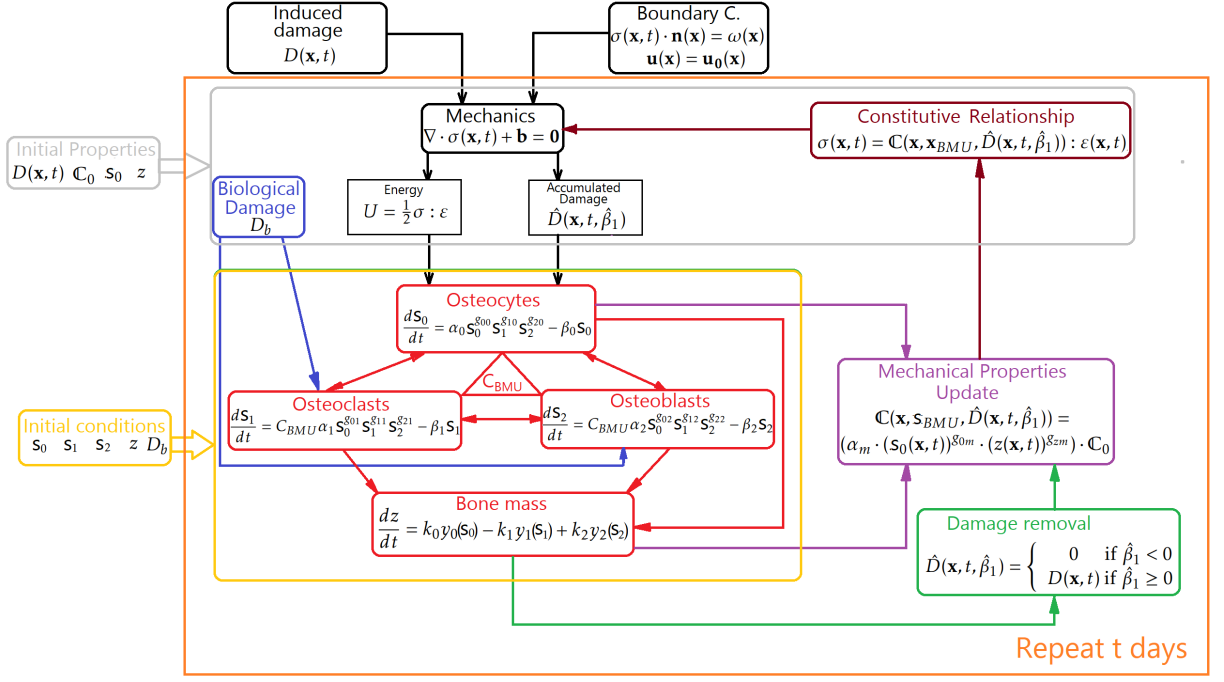 Induced
damage
D(𝐱, t)
Boundary C.
σ(𝐱, t) · 𝐧(𝐱) = ω(𝐱)
𝐮(𝐱) = 𝐮₀(𝐱)
Initial Properties
D(𝐱, t) ℂ₀ s₀ z
Mechanics
∇ · σ(𝐱, t) + 𝐛 = 𝟎
Constitutive Relationship
σ(𝐱, t) = ℂ(𝐱, 𝐱_BMU, D̂(𝐱, t, β̂₁)) : ε(𝐱, t)
Biological
Damage
D_b
Energy
U = ½σ : ε
Accumulated
Damage
D̂(𝐱, t, β̂₁)
Osteocytes
ds₀/dt = α₀s₀^{g₀₀}s₁^{g₁₀}s₂^{g₂₀} − β₀s₀
C_BMU
Osteoclasts
ds₁/dt = C_BMU α₁s₀^{g₀₁}s₁^{g₁₁}s₂^{g₂₁} − β₁s₁
Osteoblasts
ds₂/dt = C_BMU α₂s₀^{g₀₂}s₁^{g₁₂}s₂^{g₂₂} − β₂s₂
Initial conditions
s₀ s₁ s₂ z D_b
Bone mass
dz/dt = k₀y₀(s₀) − k₁y₁(s₁) + k₂y₂(s₂)
Mechanical Properties
Update
ℂ(𝐱, s_BMU, D̂(𝐱, t, β̂₁)) =
(α_m · (s₀(𝐱, t))^{g₀ₘ} · (z(𝐱, t))^{g_zm}) · ℂ₀
Damage removal
D̂(𝐱, t, β̂₁) = { 0 if β̂₁ < 0
D(𝐱, t) if β̂₁ ≥ 0
Repeat t days